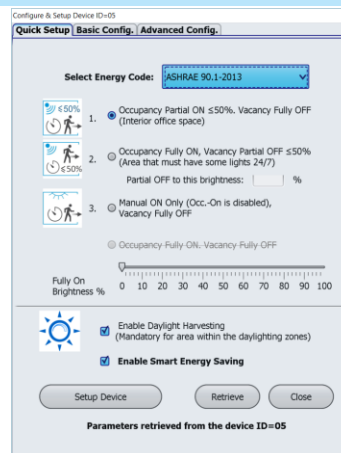 Configure & Setup Device ID=05
Quick Setup Basic Config. Advanced Config.
Select Energy Code: ASHRAE 90.1-2013
≤50%
1. Occupancy Partial ON ≤50%. Vacancy Fully OFF
(Interior office space)
2. Occupancy Fully ON, Vacancy Partial OFF ≤50%
(Area that must have some lights 24/7)
≤50%
Partial OFF to this brightness: %
3. Manual ON Only (Occ.-On is disabled),
Vacancy Fully OFF
Occupancy Fully ON. Vacancy Fully OFF
Fully On
Brightness %
0 10 20 30 40 50 60 70 80 90 100
Enable Daylight Harvesting
(Mandatory for area within the daylighting zones)
Enable Smart Energy Saving
Setup Device Retrieve Close
Parameters retrieved from the device ID=05